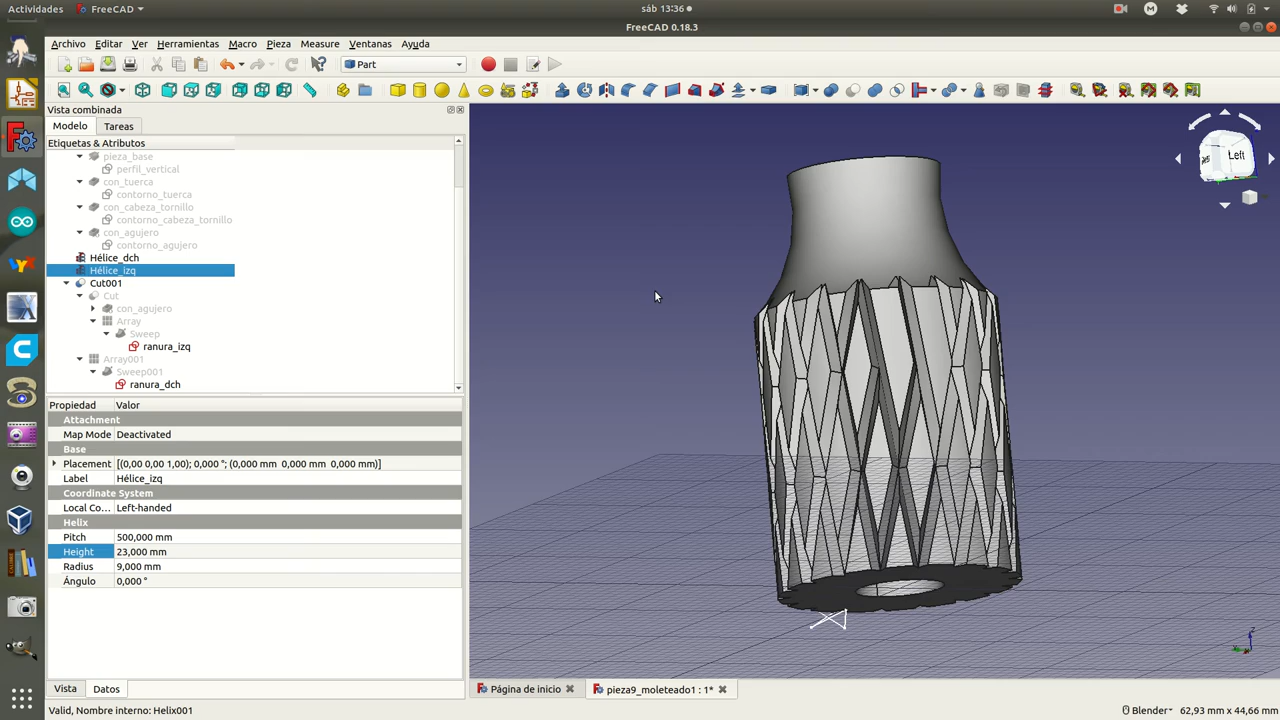 Actividades FreeCAD sáb 13:36
FreeCAD 0.18.3
Archivo Editar Ver Herramientas Macro Pieza Measure Ventanas Ayuda
Part
Vista combinada
Modelo Tareas
Etiquetas & Atributos
pieza_base
perfil_vertical
con_tuerca
contorno_tuerca
con_cabeza_tornillo
contorno_cabeza_tornillo
con_agujero
contorno_agujero
Hélice_dch
Hélice_izq
Cut001
Cut
con_agujero
Array
Sweep
ranura_izq
Array001
Sweep001
ranura_dch
Propiedad Valor
Attachment
Map Mode Deactivated
Base
Placement [(0,00 0,00 1,00); 0,000 °; (0,000 mm 0,000 mm 0,000 mm)]
Label Hélice_izq
Coordinate System
Local Co... Left-handed
Helix
Pitch 500,000 mm
Height 23,000 mm
Radius 9,000 mm
Ángulo 0,000 °
Left
Vista Datos
Página de inicio pieza9_moleteado1 : 1*
Valid, Nombre interno: Helix001 Blender 62,93 mm x 44,66 mm